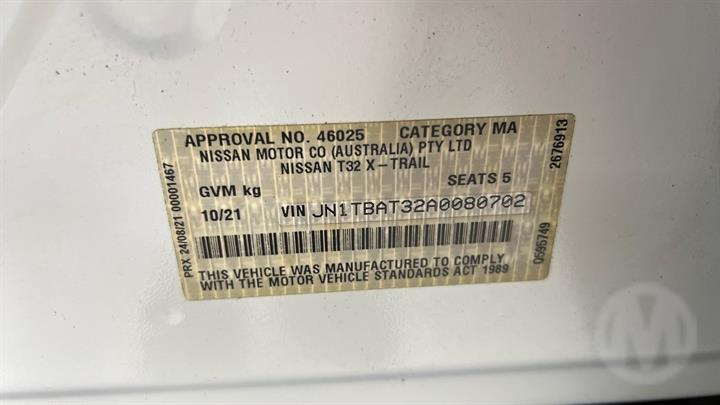 APPROVAL NO. 46025 CATEGORY MA
NISSAN MOTOR CO (AUSTRALIA) PTY LTD
NISSAN T32 X-TRAIL
GVM kg SEATS 5
10/21 VIN JN1TBAT32A0080702
THIS VEHICLE WAS MANUFACTURED TO COMPLY
WITH THE MOTOR VEHICLE STANDARDS ACT 1989
PRX 24/08/21 00001467
2676913
Q595749
M